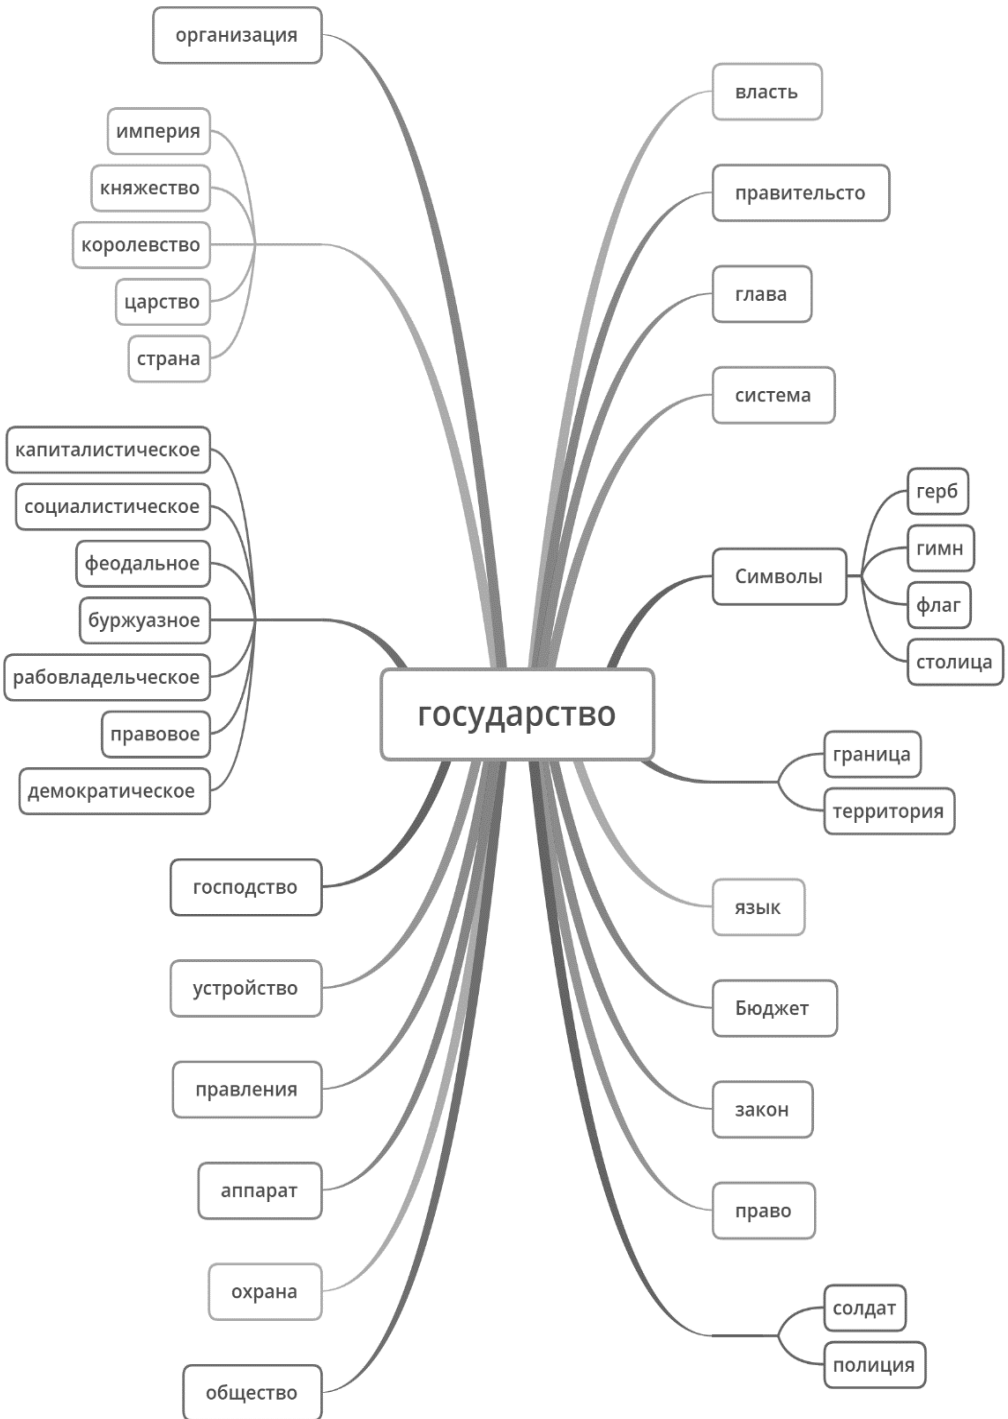 организация
империя
княжество
королевство
царство
страна
капиталистическое
социалистическое
феодальное
буржуазное
рабовладельческое
правовое
демократическое
государство
господство
устройство
правления
аппарат
охрана
общество
власть
правительсто
глава
система
Символы
герб
гимн
флаг
столица
граница
территория
язык
Бюджет
закон
право
солдат
полиция